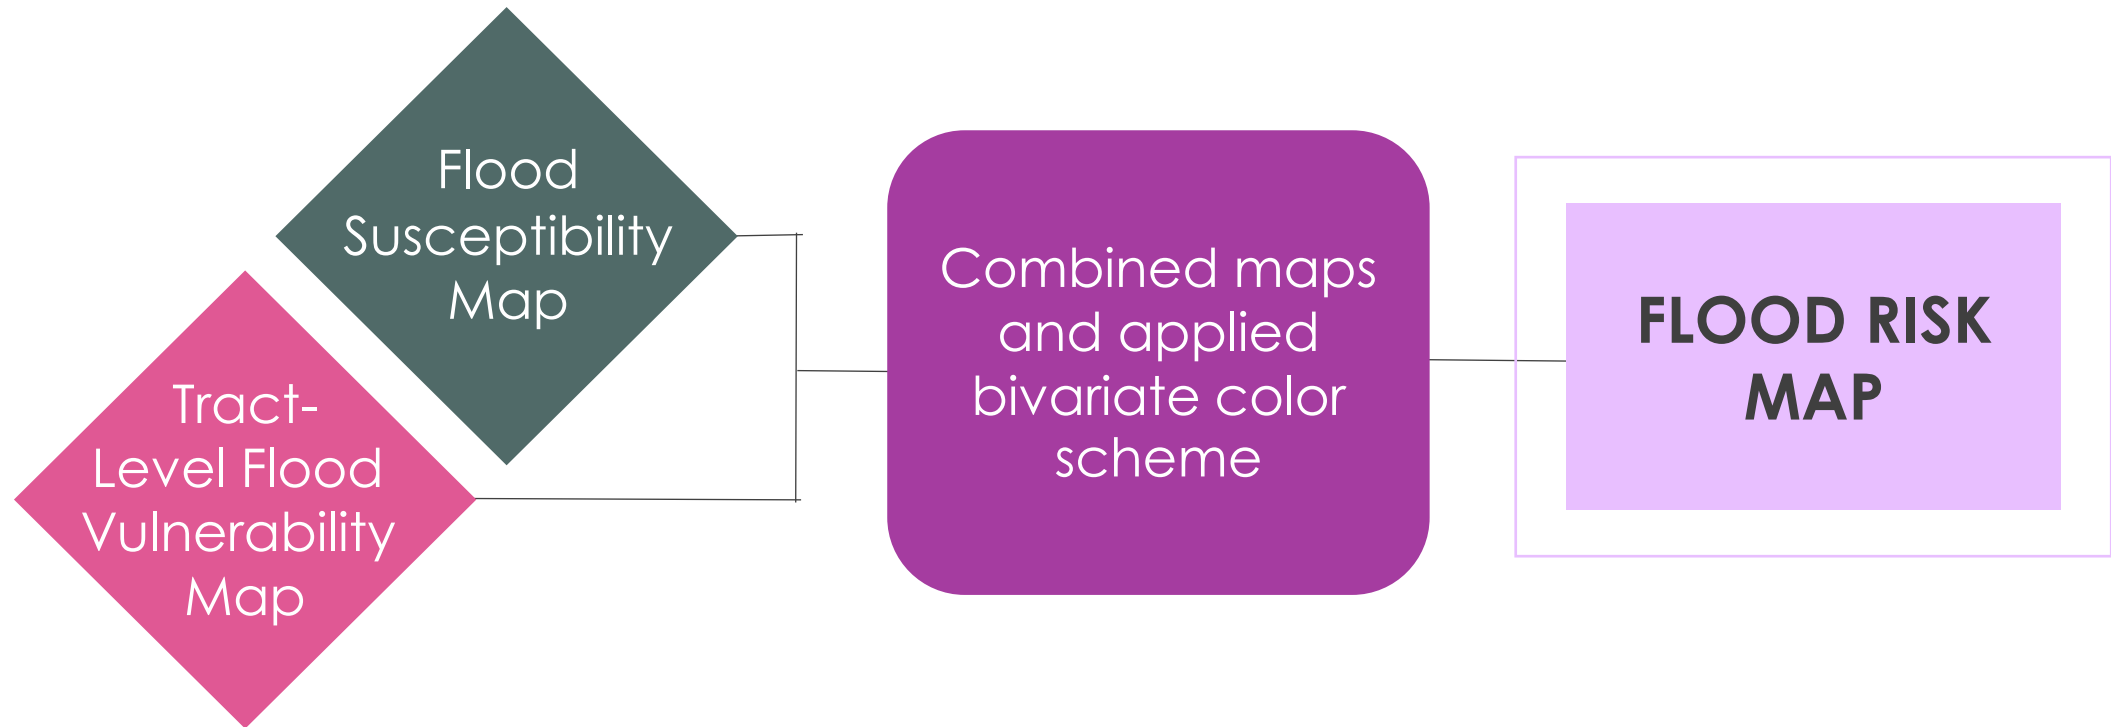 Flood
Susceptibility
Map
Tract-
Level Flood
Vulnerability
Map
Combined maps
and applied
bivariate color
scheme
FLOOD RISK
MAP